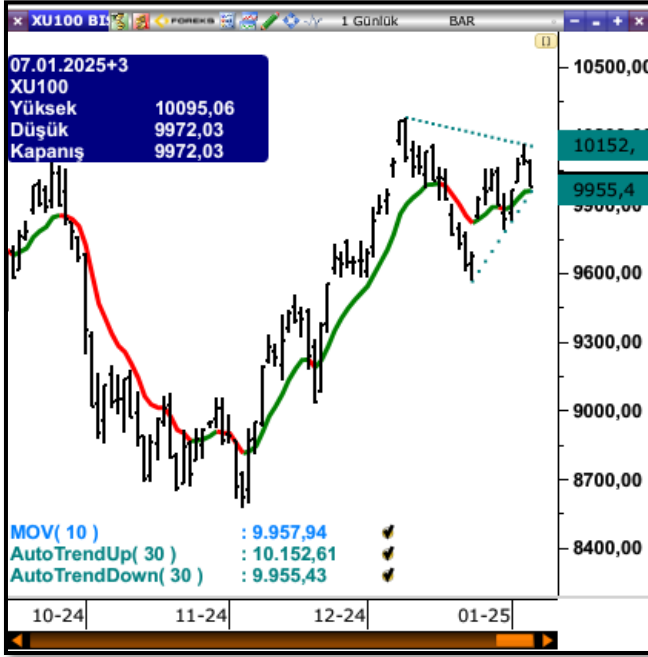 XU100 BIS
FOREKS
1 Günlük
BAR
07.01.2025+3
XU100
Yüksek 10095,06
Düşük 9972,03
Kapanış 9972,03
10500,00
10152,
9955,4
9900,00
9600,00
9300,00
9000,00
8700,00
8400,00
MOV( 10 ) : 9.957,94
AutoTrendUp( 30 ) : 10.152,61
AutoTrendDown( 30 ) : 9.955,43
10-24 11-24 12-24 01-25